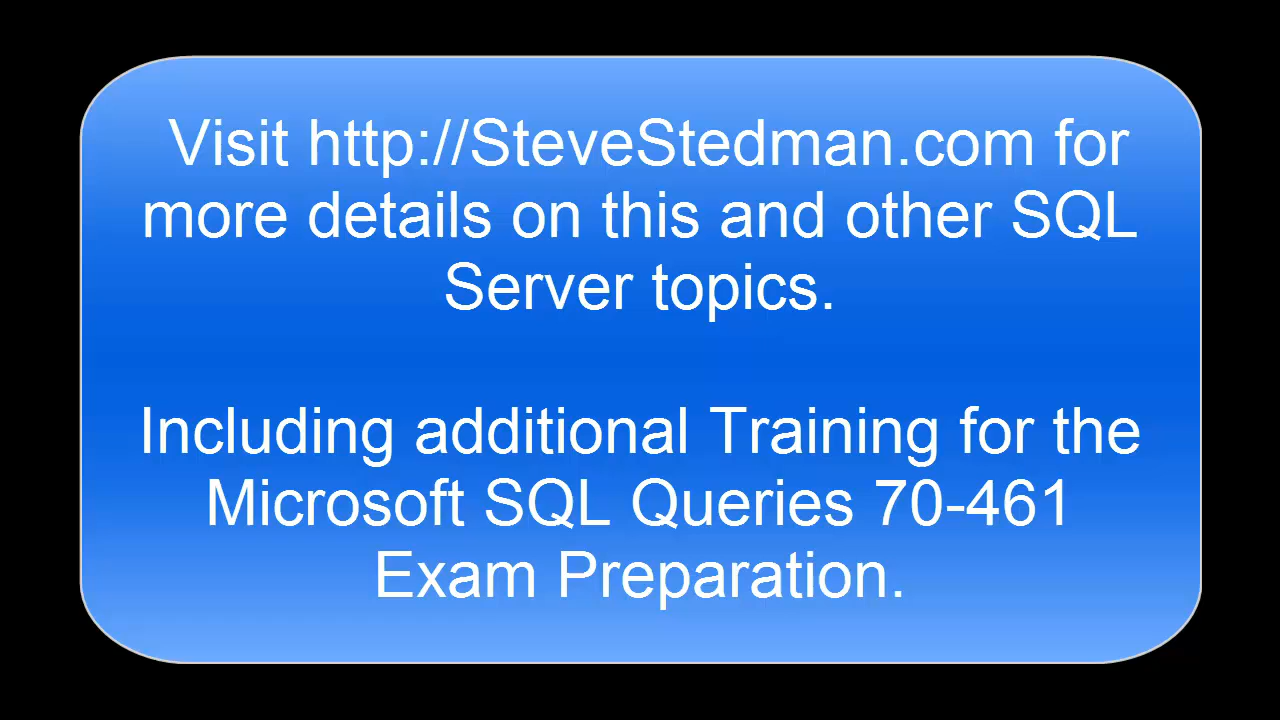 Visit http://SteveStedman.com for
more details on this and other SQL
Server topics.
Including additional Training for the
Microsoft SQL Queries 70-461
Exam Preparation.